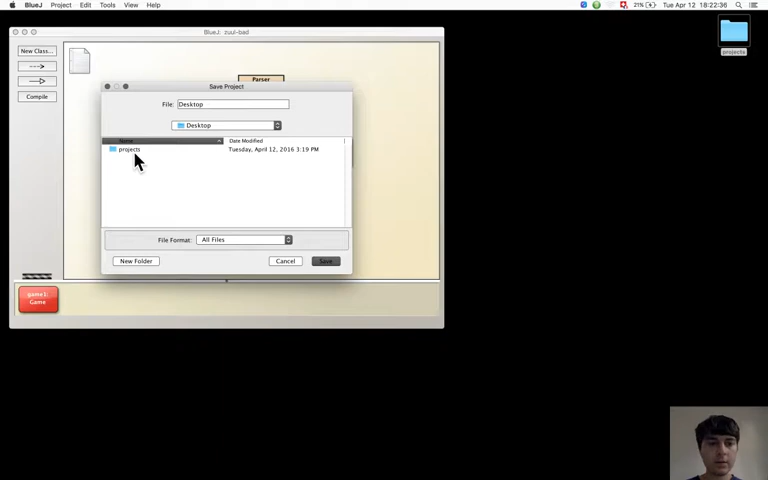 BlueJ Project Edit Tools View Help 21% Tue Apr 12 18:22:36
BlueJ: zuul-bad
New Class...
Compile
Parser
Save Project
File: Desktop
Desktop
Name Date Modified
projects Tuesday, April 12, 2016 3:19 PM
File Format: All Files
New Folder Cancel Save
game1:
Game
projects